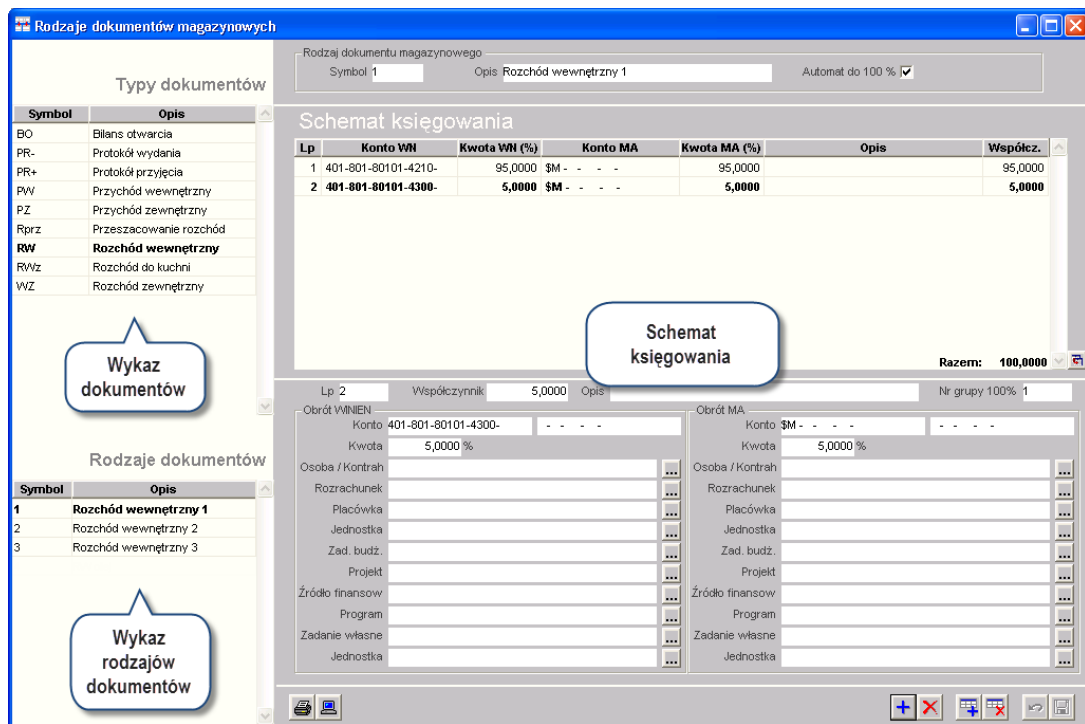 Rodzaje dokumentów magazynowych
Rodzaj dokumentu magazynowego
Symbol 1 Opis Rozchód wewnętrzny 1 Automat do 100 %
Typy dokumentów
Symbol Opis
BO Bilans otwarcia
PR- Protokół wydania
PR+ Protokół przyjęcia
PW Przychód wewnętrzny
PZ Przychód zewnętrzny
Rprz Przeszacowanie rozchód
RW Rozchód wewnętrzny
RWz Rozchód do kuchni
WZ Rozchód zewnętrzny
Wykaz
dokumentów
Rodzaje dokumentów
Symbol Opis
1 Rozchód wewnętrzny 1
2 Rozchód wewnętrzny 2
3 Rozchód wewnętrzny 3
Wykaz
rodzajów
dokumentów
Schemat księgowania
Lp Konto WN Kwota WN (%) Konto MA Kwota MA (%) Opis Współcz.
1 401-801-80101-4210- 95,0000 $M - - - - 95,0000 95,0000
2 401-801-80101-4300- 5,0000 $M - - - - 5,0000 5,0000
Schemat
księgowania
Razem: 100,0000
Lp 2 Współczynnik 5,0000 Opis Nr grupy 100% 1
Obrót WINIEN
Konto 401-801-80101-4300- - - - -
Kwota 5,0000 %
Osoba / Kontrah ...
Rozrachunek ...
Placówka ...
Jednostka ...
Zad. budż. ...
Projekt ...
Źródło finansow ...
Program ...
Zadanie własne ...
Jednostka ...
Obrót MA
Konto $M - - - - - - - -
Kwota 5,0000 %
Osoba / Kontrah ...
Rozrachunek ...
Placówka ...
Jednostka ...
Zad. budż. ...
Projekt ...
Źródło finansow ...
Program ...
Zadanie własne ...
Jednostka ...